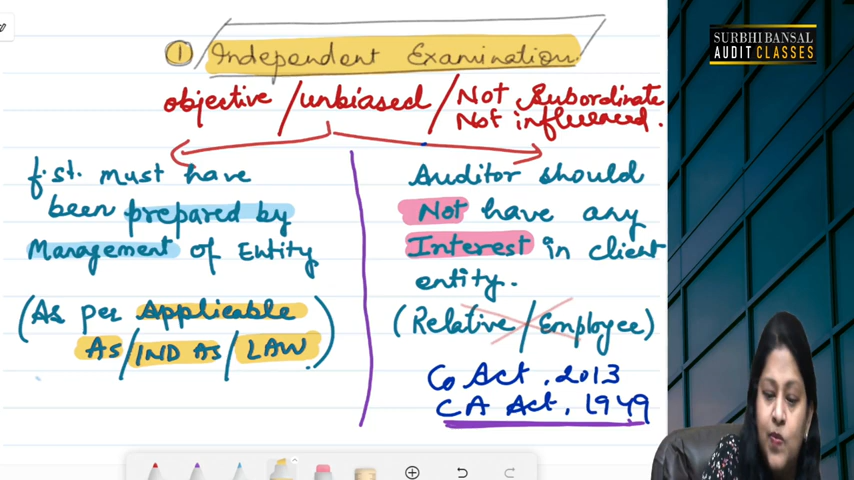 SURBHI BANSAL
AUDIT CLASSES
① Independent Examination.
objective / unbiased / Not Subordinate
Not influenced.
f.st. must have
been prepared by
Management of Entity
(As per Applicable
AS / IND AS / LAW)
Auditor should
Not have any
Interest in client
entity.
(Relative / Employee)
Co Act, 2013
CA Act, 1949